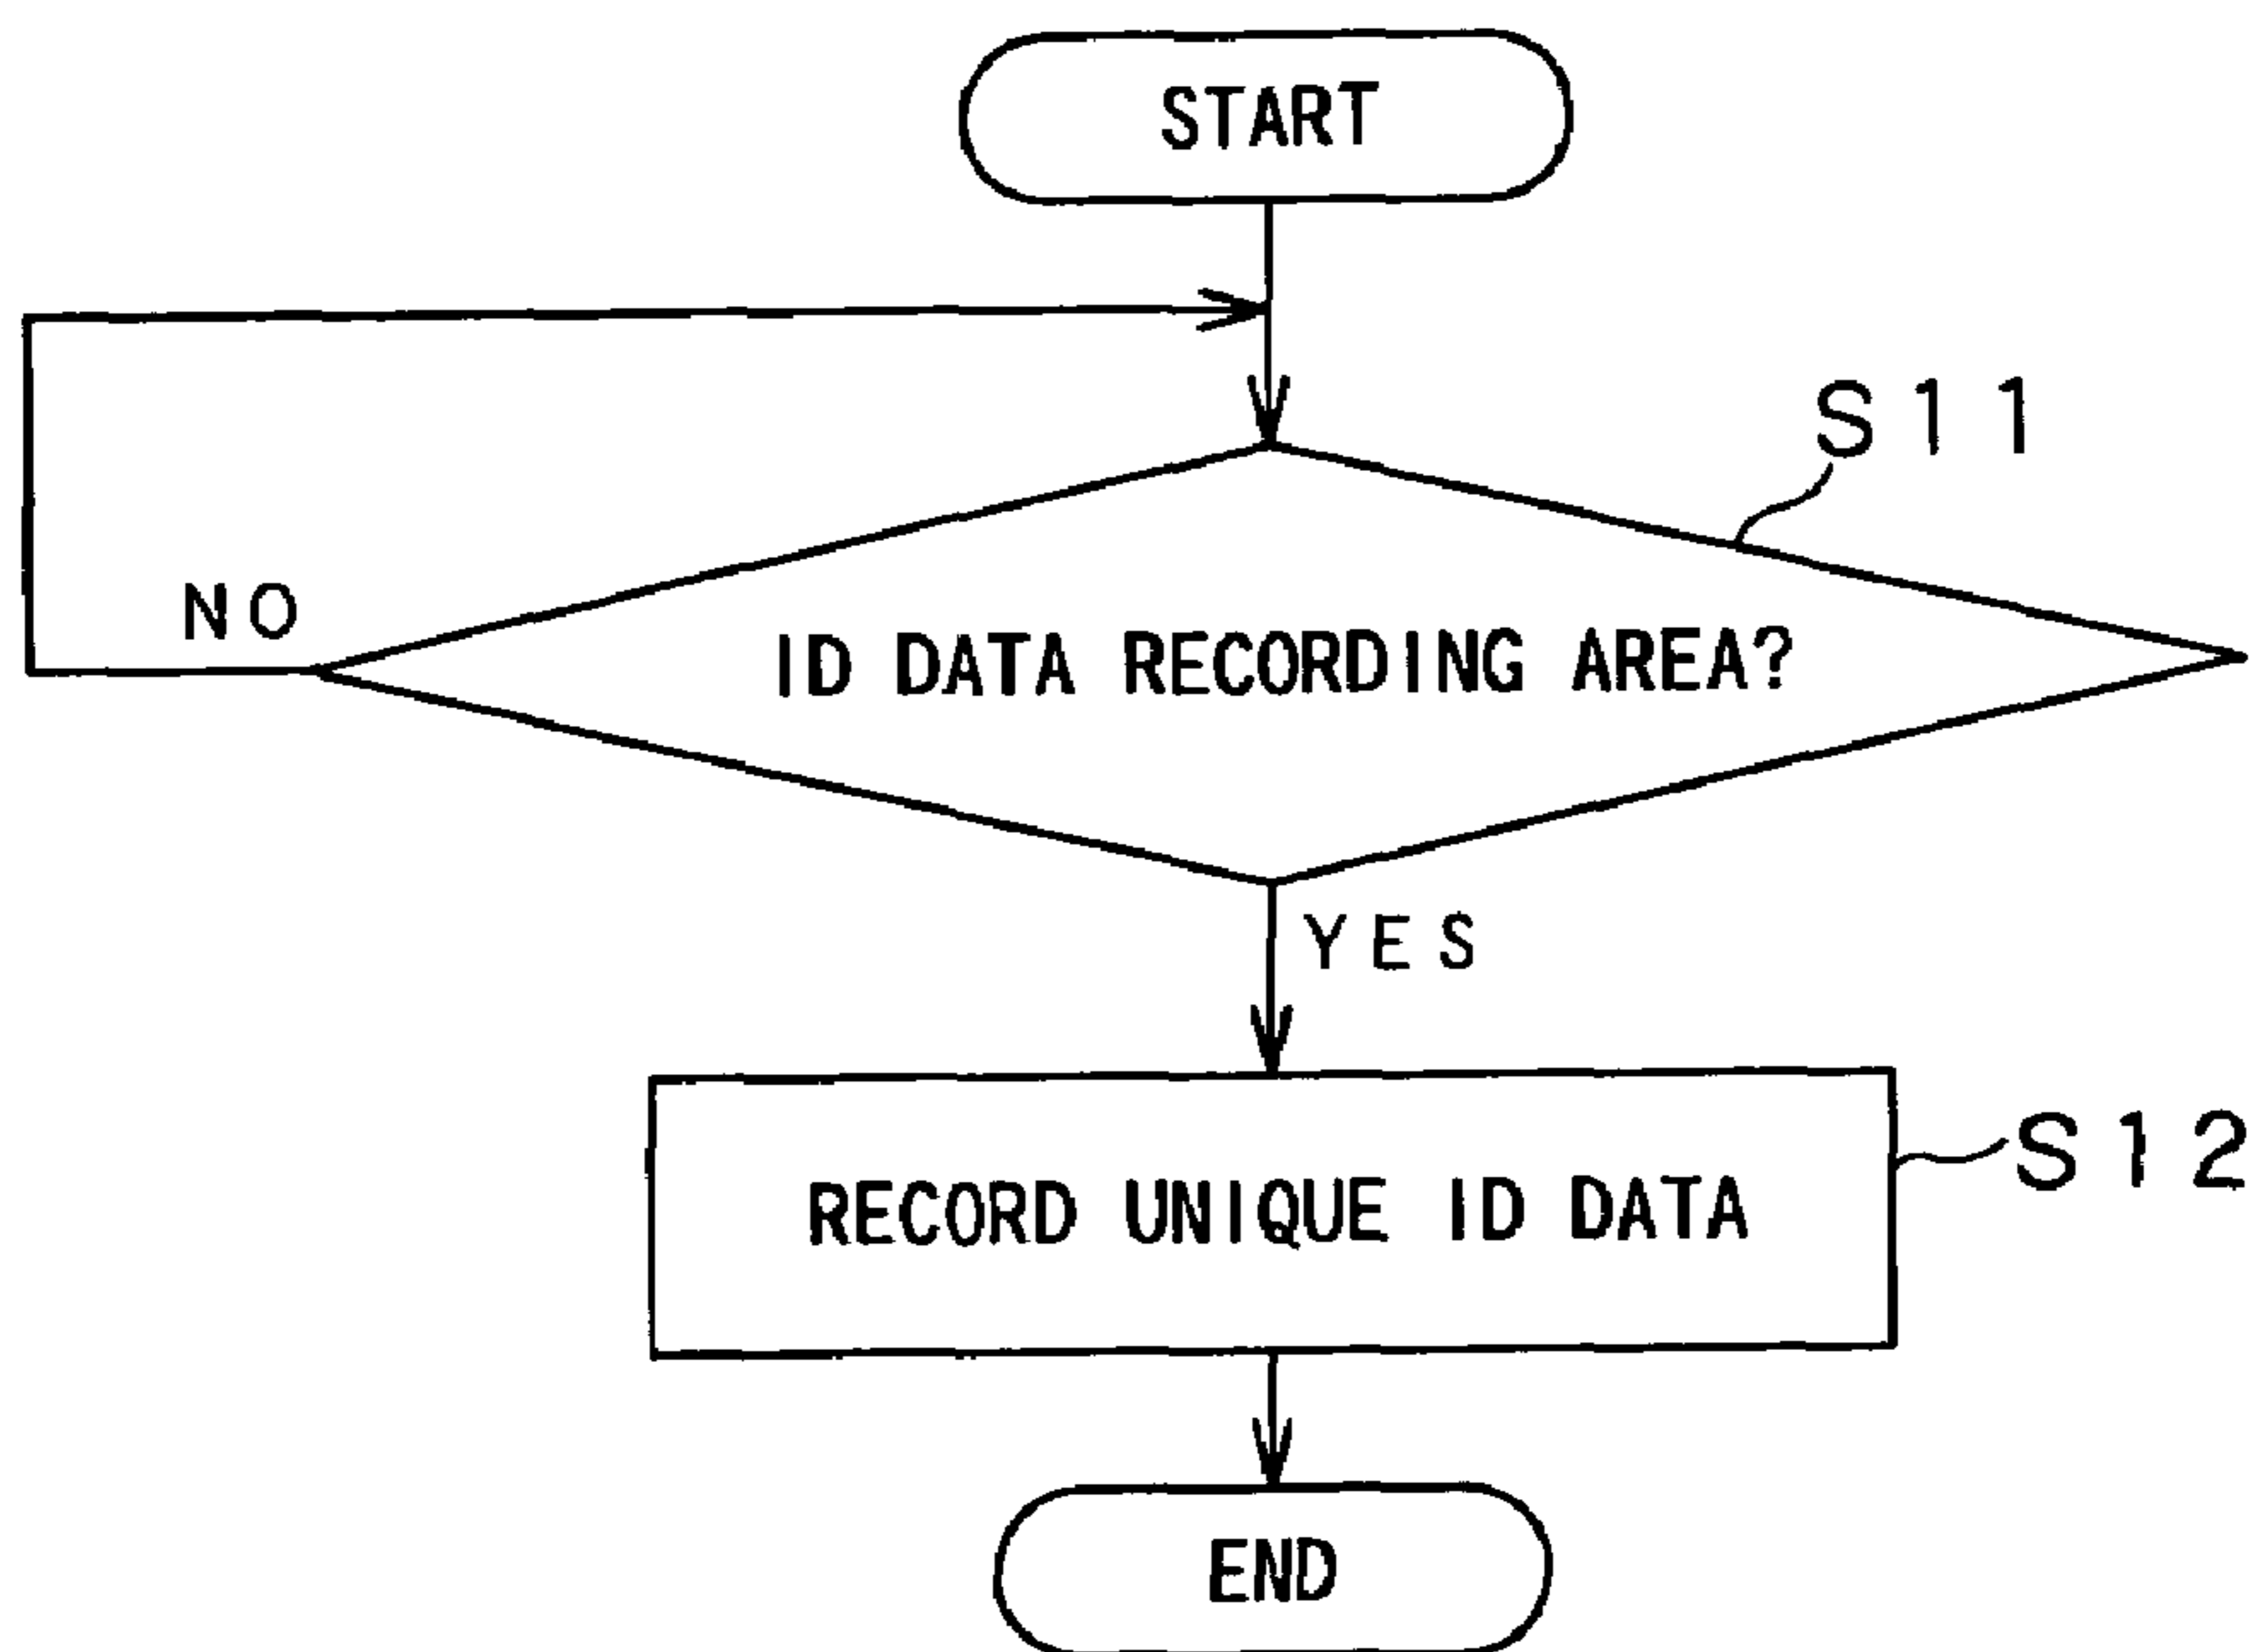 START
S11
NO
ID DATA RECORDING AREA?
YES
RECORD UNIQUE ID DATA
S12
END